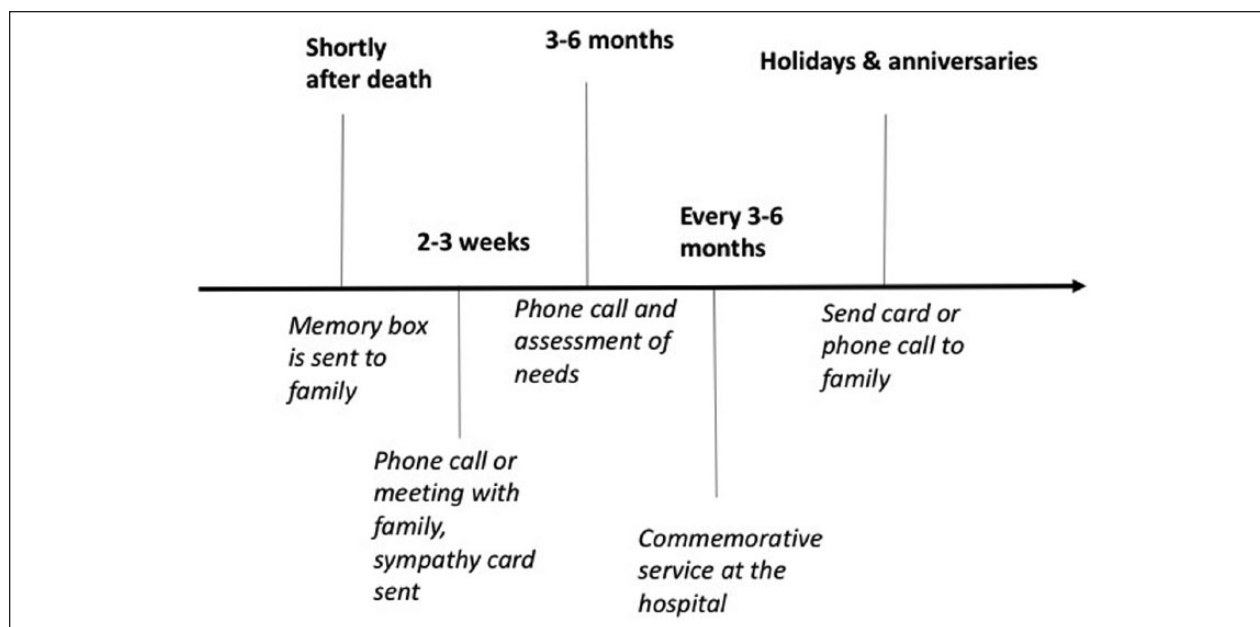 Shortly
after death
Memory box
is sent to
family
2-3 weeks
Phone call or
meeting with
family,
sympathy card
sent
3-6 months
Phone call and
assessment of
needs
Every 3-6
months
Commemorative
service at the
hospital
Holidays & anniversaries
Send card or
phone call to
family